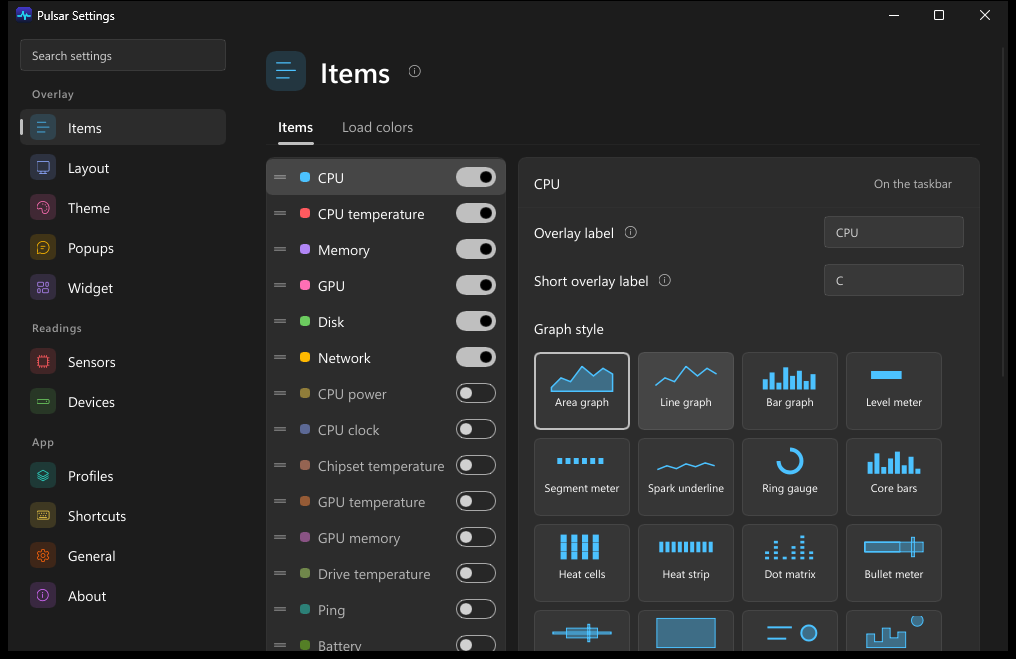 Pulsar Settings
Search settings
Overlay
Items
Layout
Theme
Popups
Widget
Readings
Sensors
Devices
App
Profiles
Shortcuts
General
About
Items
Items Load colors
CPU
CPU temperature
Memory
GPU
Disk
Network
CPU power
CPU clock
Chipset temperature
GPU temperature
GPU memory
Drive temperature
Ping
Battery
CPU On the taskbar
Overlay label CPU
Short overlay label C
Graph style
Area graph Line graph Bar graph Level meter
Segment meter Spark underline Ring gauge Core bars
Heat cells Heat strip Dot matrix Bullet meter